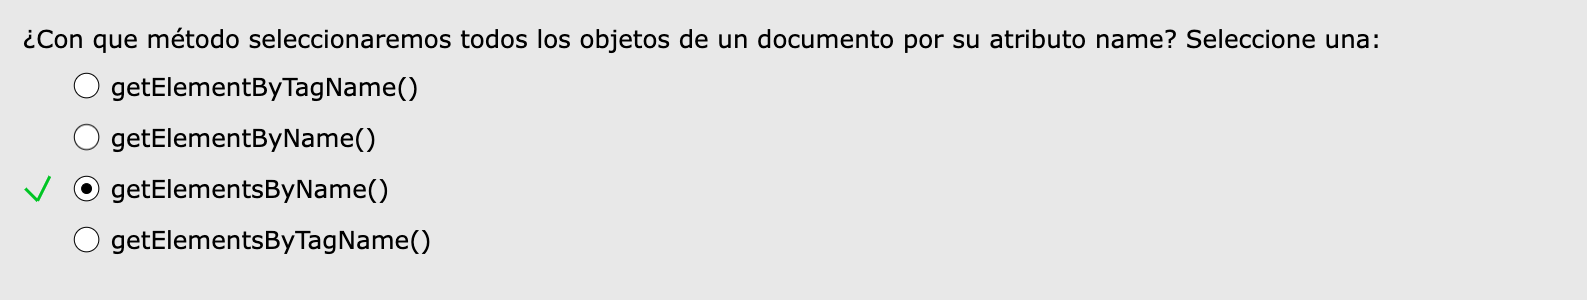 ¿Con que método seleccionaremos todos los objetos de un documento por su atributo name? Seleccione una:
getElementByTagName()
getElementByName()
getElementsByName()
getElementsByTagName()